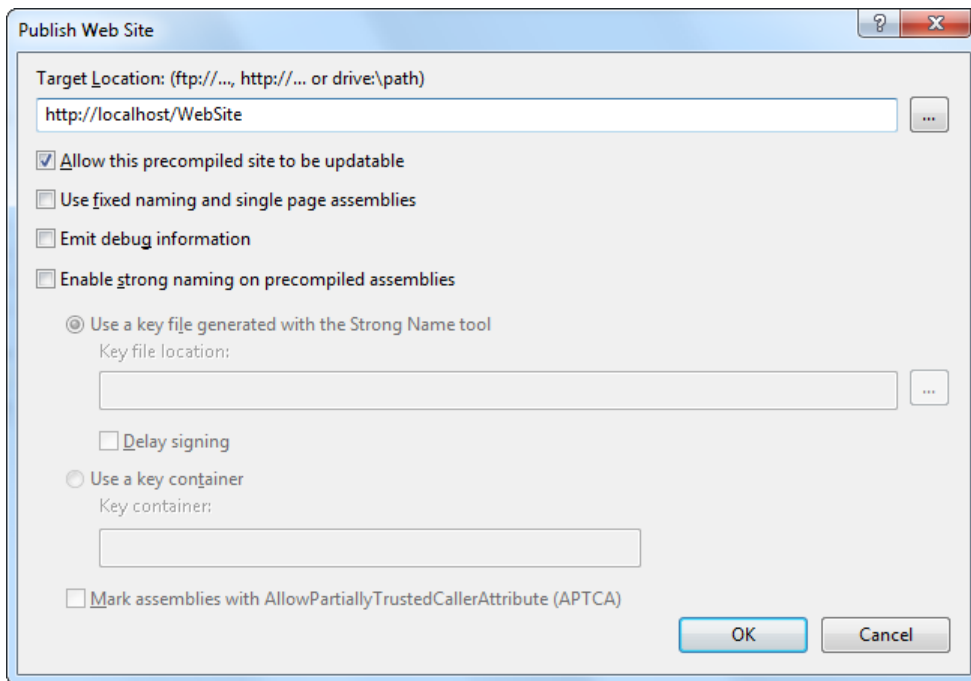 Publish Web Site
Target Location: (ftp://..., http://... or drive:\path)
http://localhost/WebSite
...
Allow this precompiled site to be updatable
Use fixed naming and single page assemblies
Emit debug information
Enable strong naming on precompiled assemblies
Use a key file generated with the Strong Name tool
Key file location:
...
Delay signing
Use a key container
Key container:
Mark assemblies with AllowPartiallyTrustedCallerAttribute (APTCA)
OK Cancel